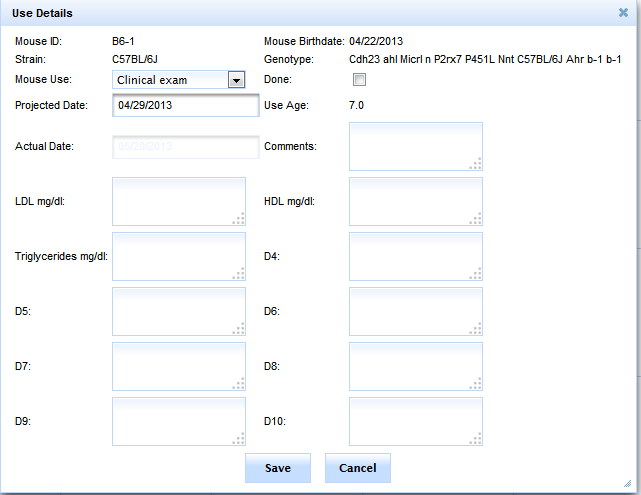 Use Details
Mouse ID: B6-1 Mouse Birthdate: 04/22/2013
Strain: C57BL/6J Genotype: Cdh23 ahl Micrl n P2rx7 P451L Nnt C57BL/6J Ahr b-1 b-1
Mouse Use: Clinical exam Done:
Projected Date: 04/29/2013 Use Age: 7.0
Actual Date: 05/20/2013 Comments:
LDL mg/dl: HDL mg/dl:
Triglycerides mg/dl: D4:
D5: D6:
D7: D8:
D9: D10:
Save Cancel